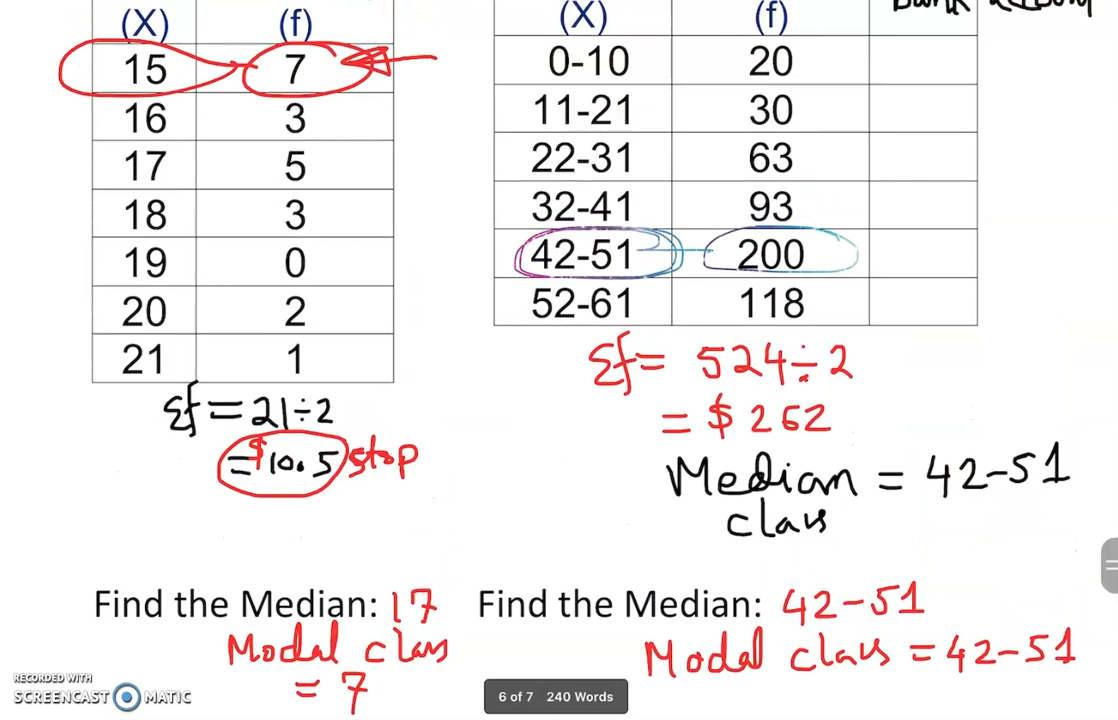 (X) (f)
15 7
16 3
17 5
18 3
19 0
20 2
21 1
Σf = 21÷2
= $10.5 stop
Find the Median: 17
Modal class
= 7
(X) (f)
0-10 20
11-21 30
22-31 63
32-41 93
42-51 200
52-61 118
Σf = 524÷2
= $262
Median = 42-51
class
Find the Median: 42-51
Modal class = 42-51
RECORDED WITH
SCREENCAST MATIC
6 of 7 240 Words